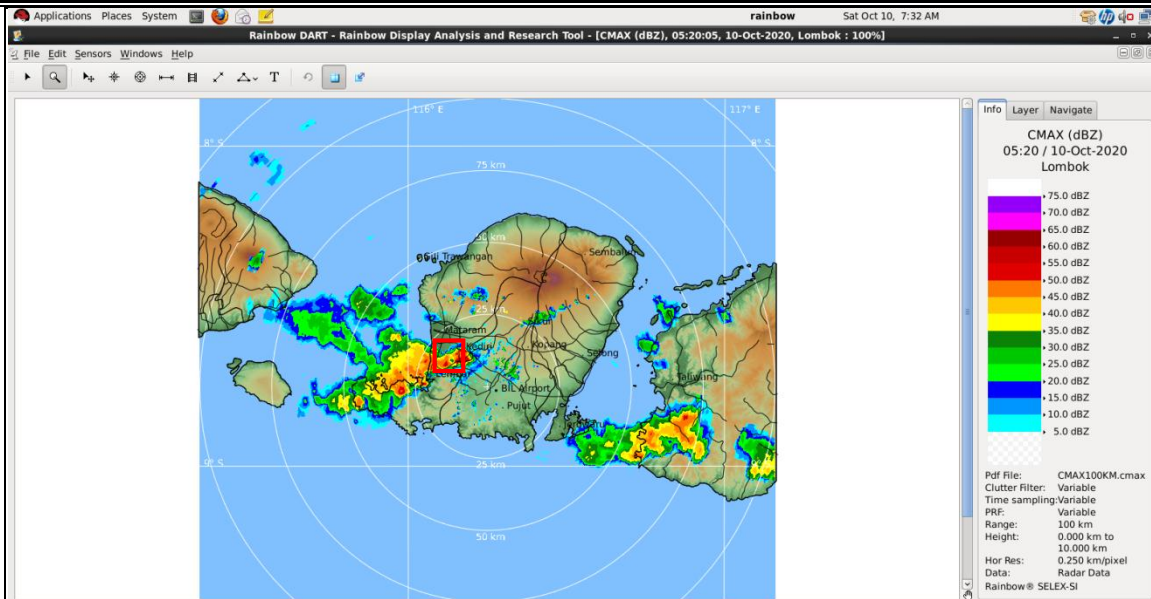 Applications Places System rainbow Sat Oct 10, 7:32 AM
Rainbow DART - Rainbow Display Analysis and Research Tool - [CMAX (dBZ), 05:20:05, 10-Oct-2020, Lombok : 100%]
File Edit Sensors Windows Help
T
Info Layer Navigate
CMAX (dBZ)
05:20 / 10-Oct-2020
Lombok
75.0 dBZ
70.0 dBZ
65.0 dBZ
60.0 dBZ
55.0 dBZ
50.0 dBZ
45.0 dBZ
40.0 dBZ
35.0 dBZ
30.0 dBZ
25.0 dBZ
20.0 dBZ
15.0 dBZ
10.0 dBZ
5.0 dBZ
Pdf File: CMAX100KM.cmax
Clutter Filter: Variable
Time sampling:Variable
PRF: Variable
Range: 100 km
Height: 0.000 km to
10.000 km
Hor Res: 0.250 km/pixel
Data: Radar Data
Rainbow® SELEX-SI
116° E
117° E
8° S
8° S
75 km
50 km
Gili Trawangan
Sembalun
25 km
Mataram
Kediri
Kopang
Selong
BIL Airport
Taliwang
Pujut
9° S
9° S
25 km
50 km